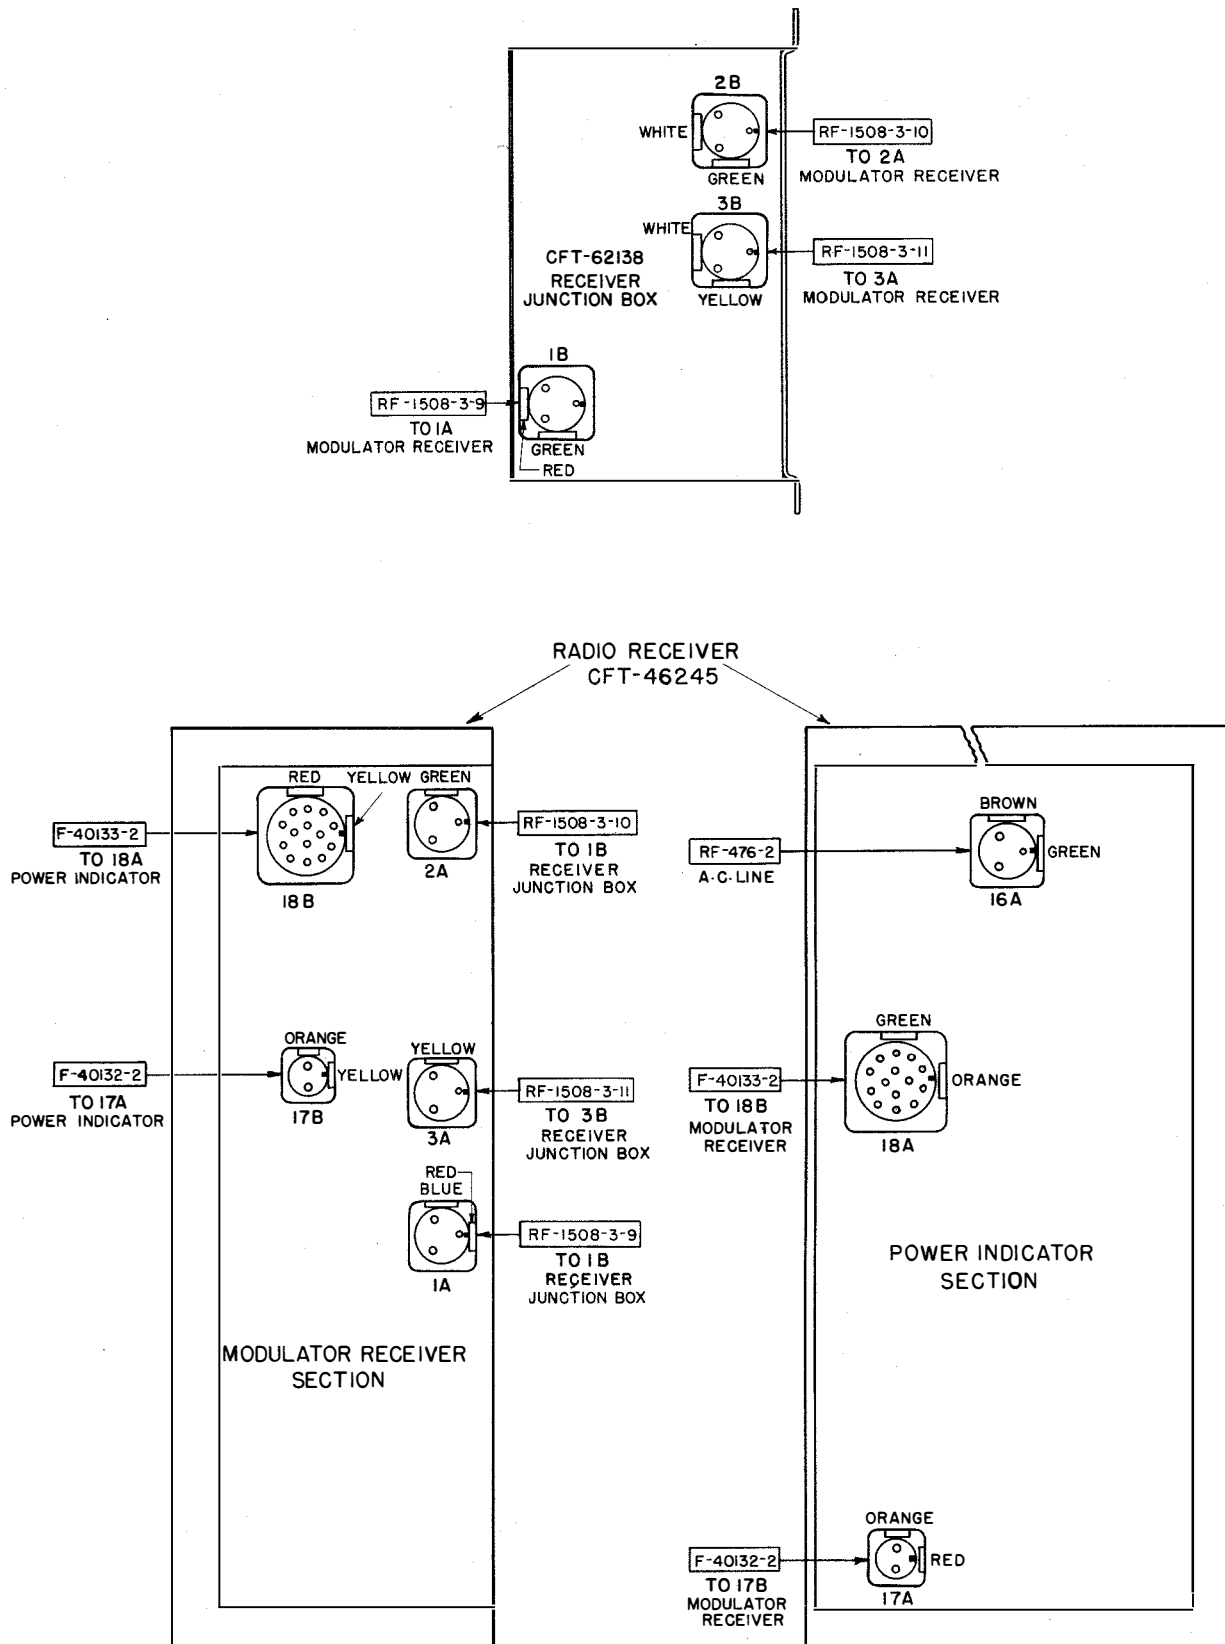 2B
WHITE
RF-1508-3-10
TO 2A
MODULATOR RECEIVER
GREEN
3B
WHITE
RF-1508-3-11
TO 3A
MODULATOR RECEIVER
CFT-62138
RECEIVER
JUNCTION BOX
YELLOW
1B
RF-1508-3-9
TO 1A
MODULATOR RECEIVER
GREEN
RED
RADIO RECEIVER
CFT-46245
RED
YELLOW
GREEN
F-40133-2
TO 18A
POWER INDICATOR
18B
2A
RF-1508-3-10
TO 1B
RECEIVER
JUNCTION BOX
ORANGE
YELLOW
F-40132-2
TO 17A
POWER INDICATOR
17B
YELLOW
3A
RF-1508-3-11
TO 3B
RECEIVER
JUNCTION BOX
RED
BLUE
1A
RF-1508-3-9
TO 1B
RECEIVER
JUNCTION BOX
MODULATOR RECEIVER
SECTION
BROWN
RF-476-2
A.C. LINE
GREEN
16A
GREEN
F-40133-2
TO 18B
MODULATOR
RECEIVER
ORANGE
18A
POWER INDICATOR
SECTION
ORANGE
F-40132-2
TO 17B
MODULATOR
RECEIVER
RED
17A